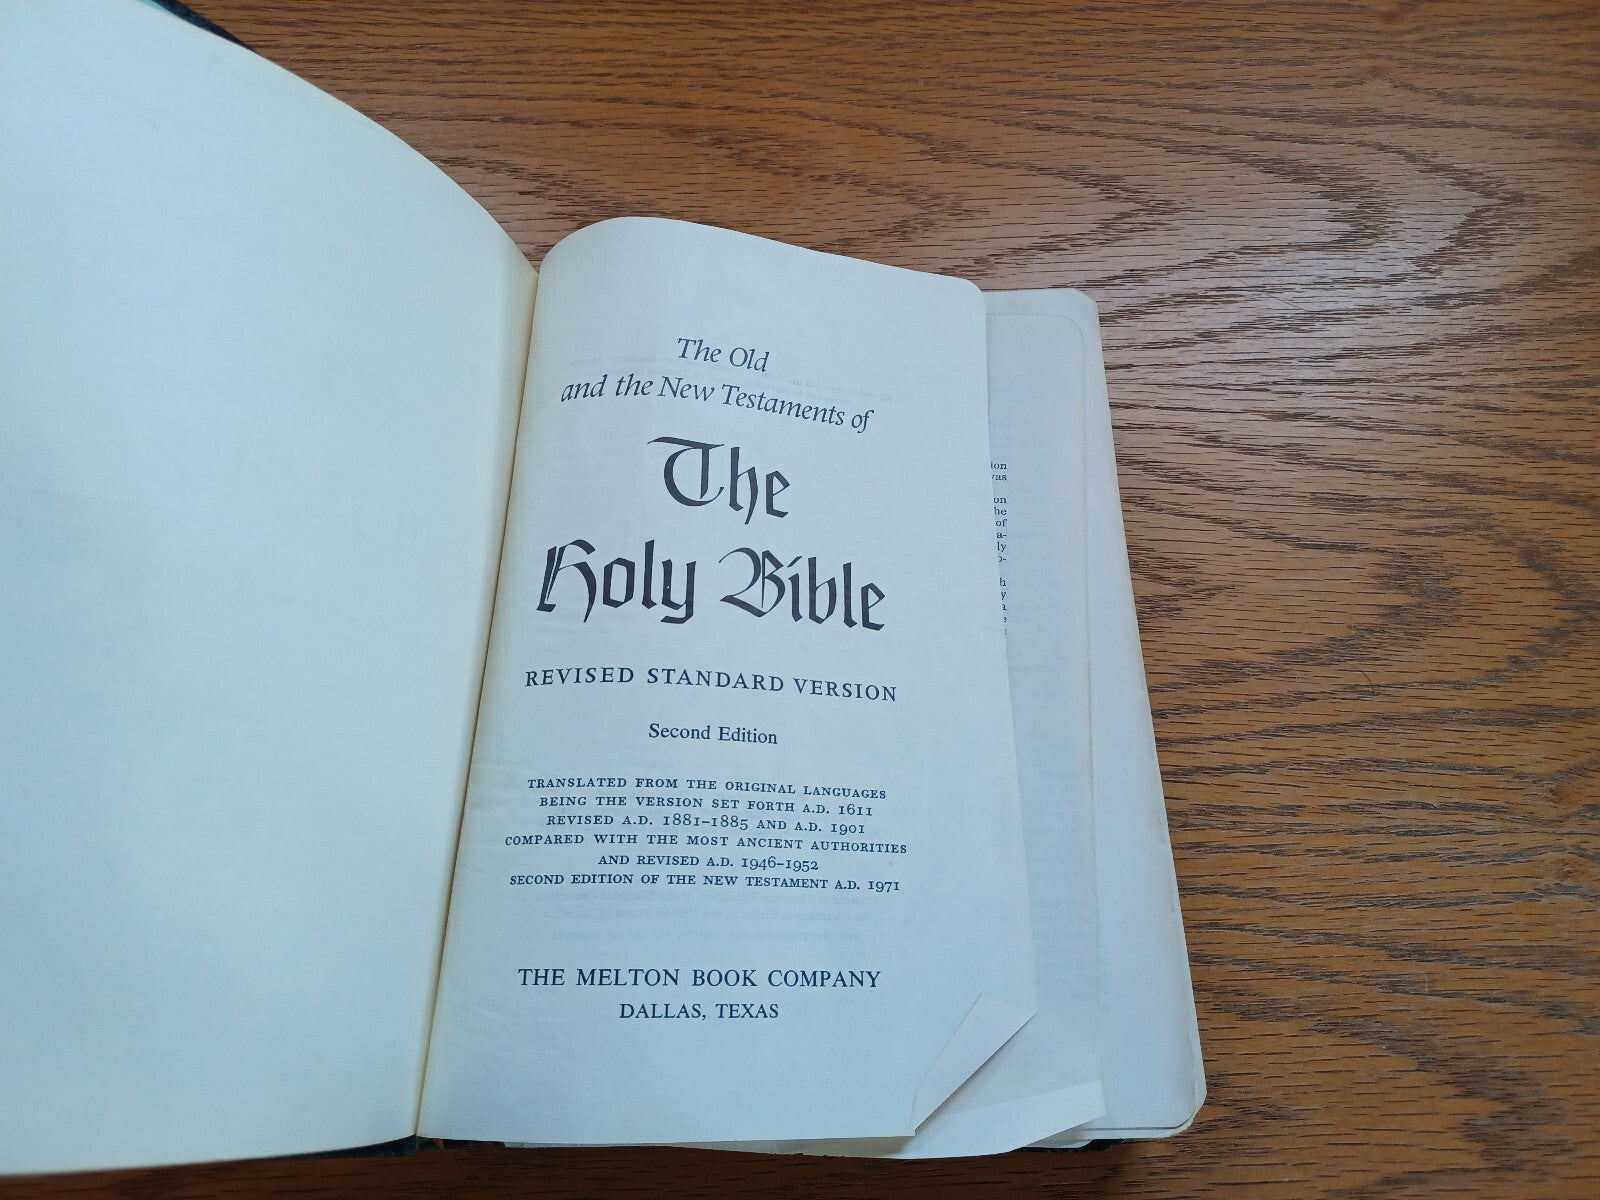 The Old
and the New Testaments of
The
Holy Bible
REVISED STANDARD VERSION
Second Edition
TRANSLATED FROM THE ORIGINAL LANGUAGES
BEING THE VERSION SET FORTH A.D. 1611
REVISED A.D. 1881–1885 AND A.D. 1901
COMPARED WITH THE MOST ANCIENT AUTHORITIES
AND REVISED A.D. 1946–1952
SECOND EDITION OF THE NEW TESTAMENT A.D. 1971
THE MELTON BOOK COMPANY
DALLAS, TEXAS